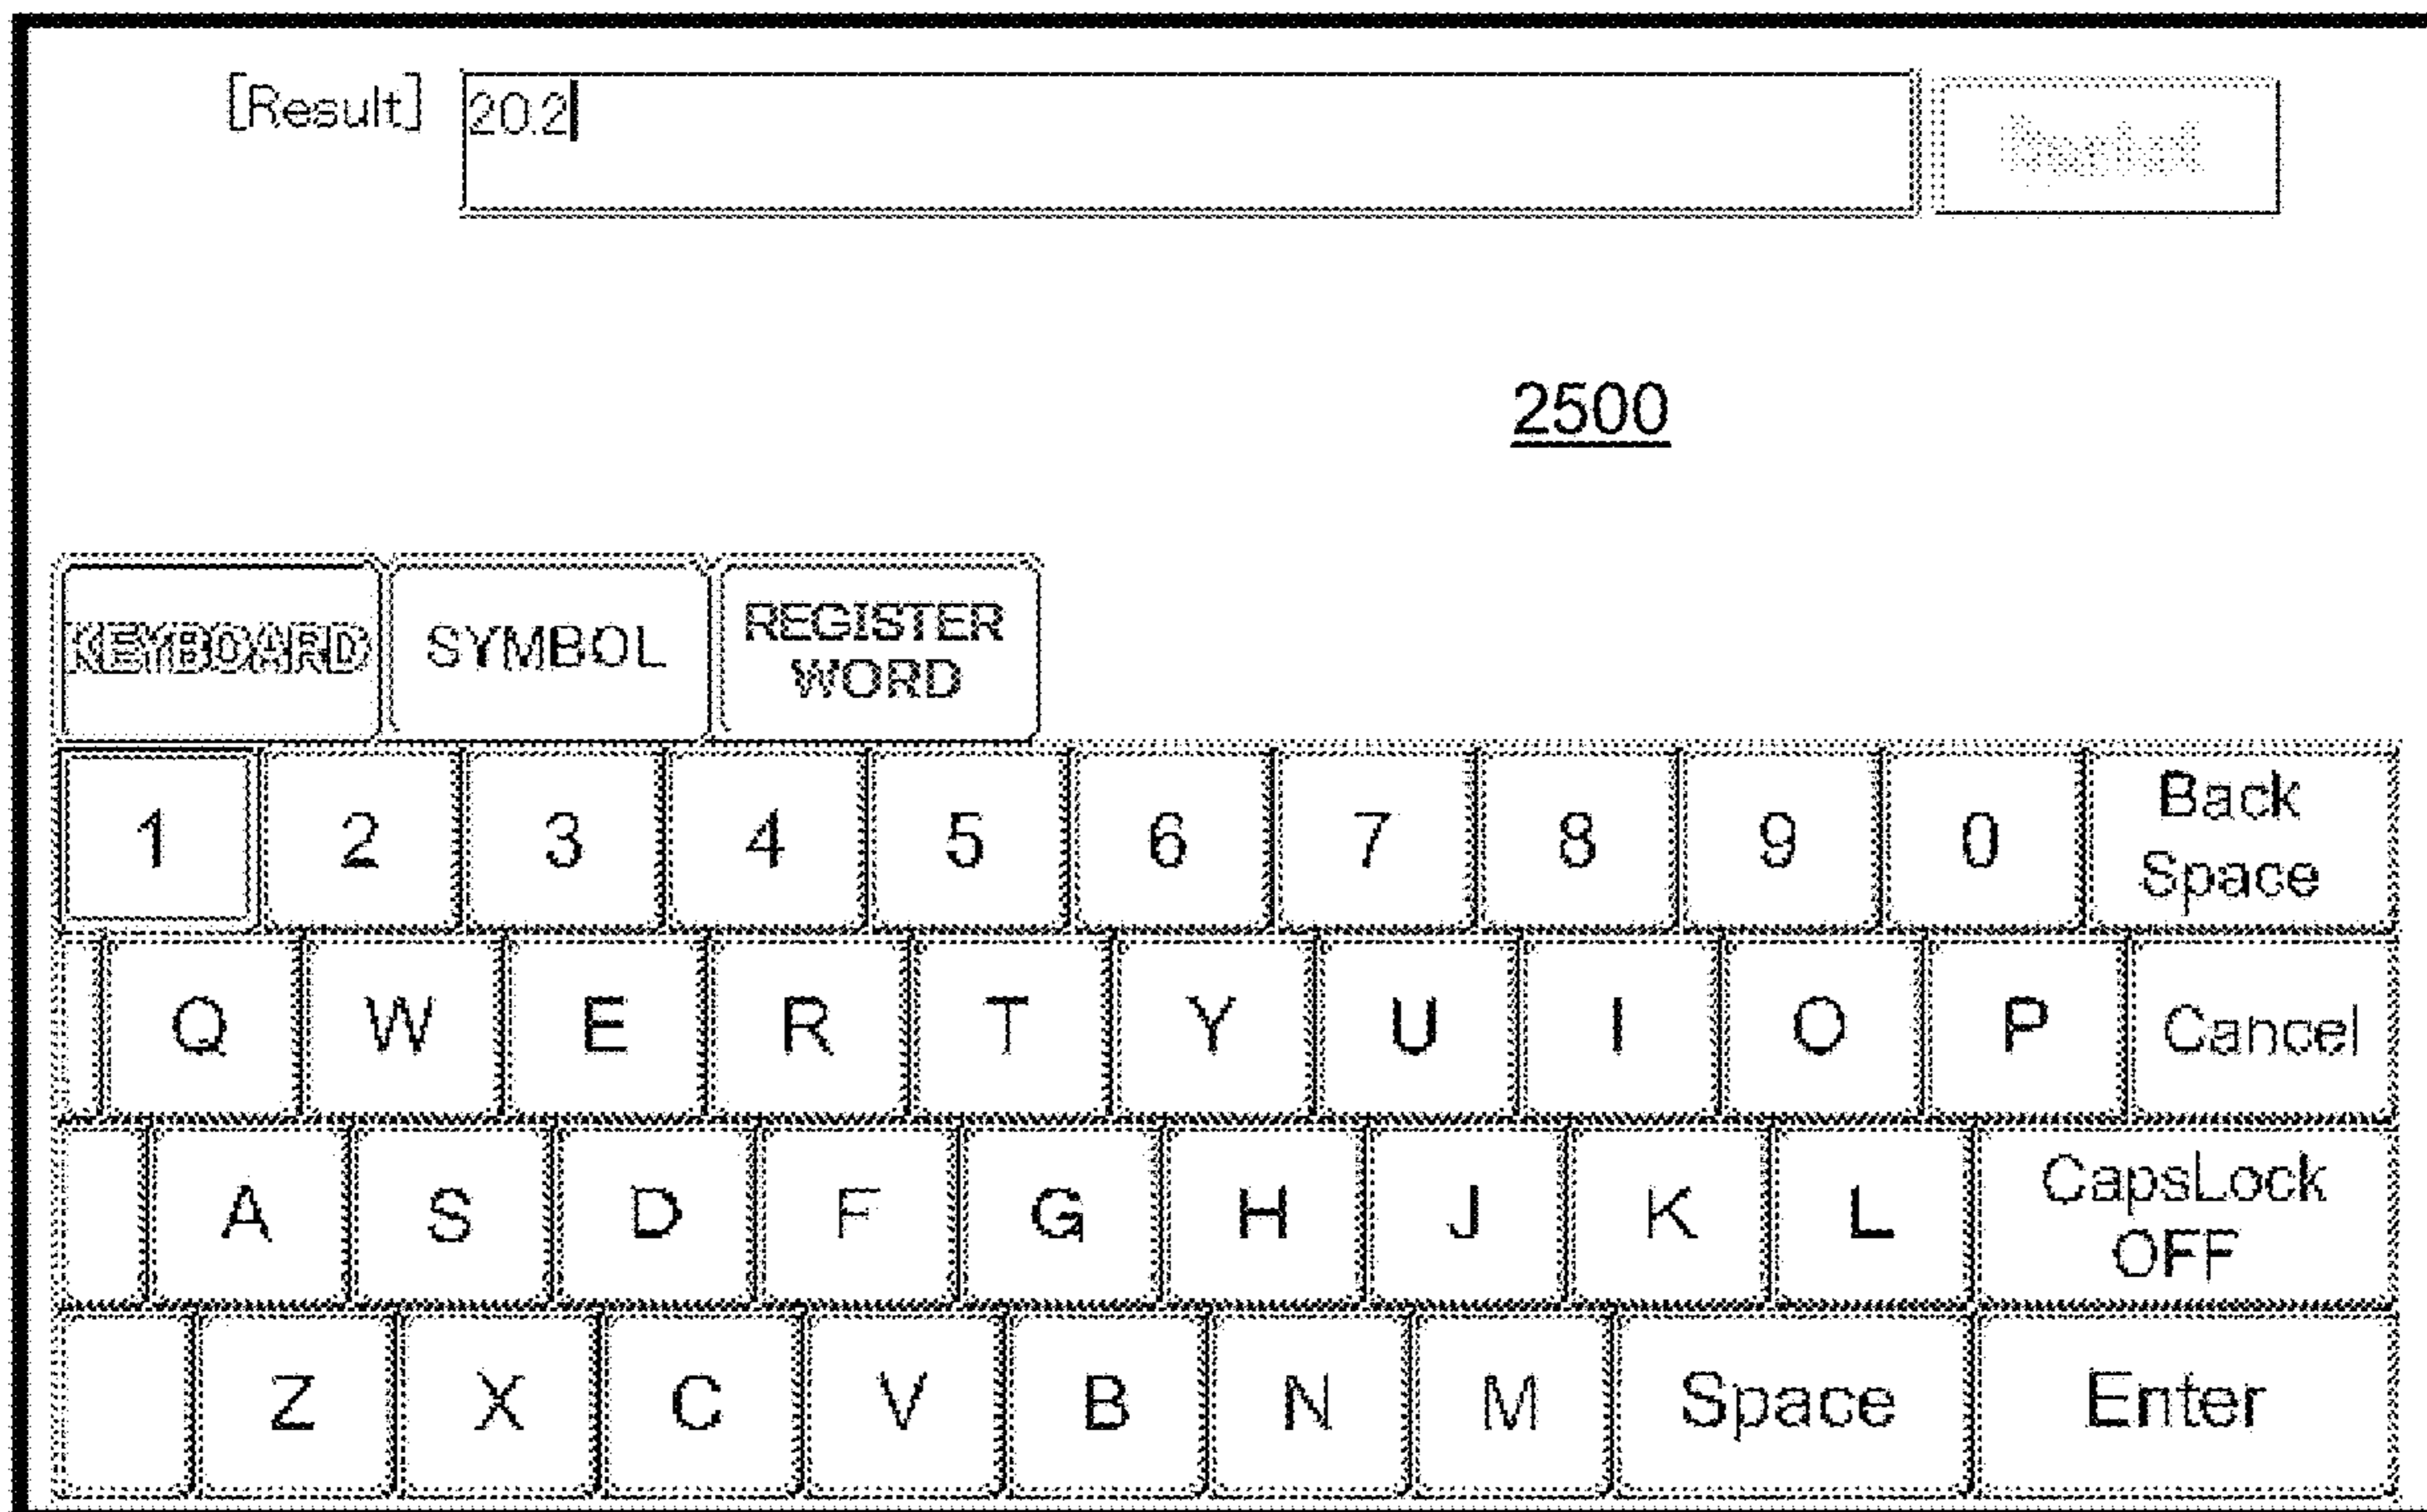 [Result] 20.2
2500
KEYBOARD SYMBOL REGISTER WORD
1 2 3 4 5 6 7 8 9 0 Back Space
Q W E R T Y U I O P Cancel
A S D F G H J K L CapsLock OFF
Z X C V B N M Space Enter